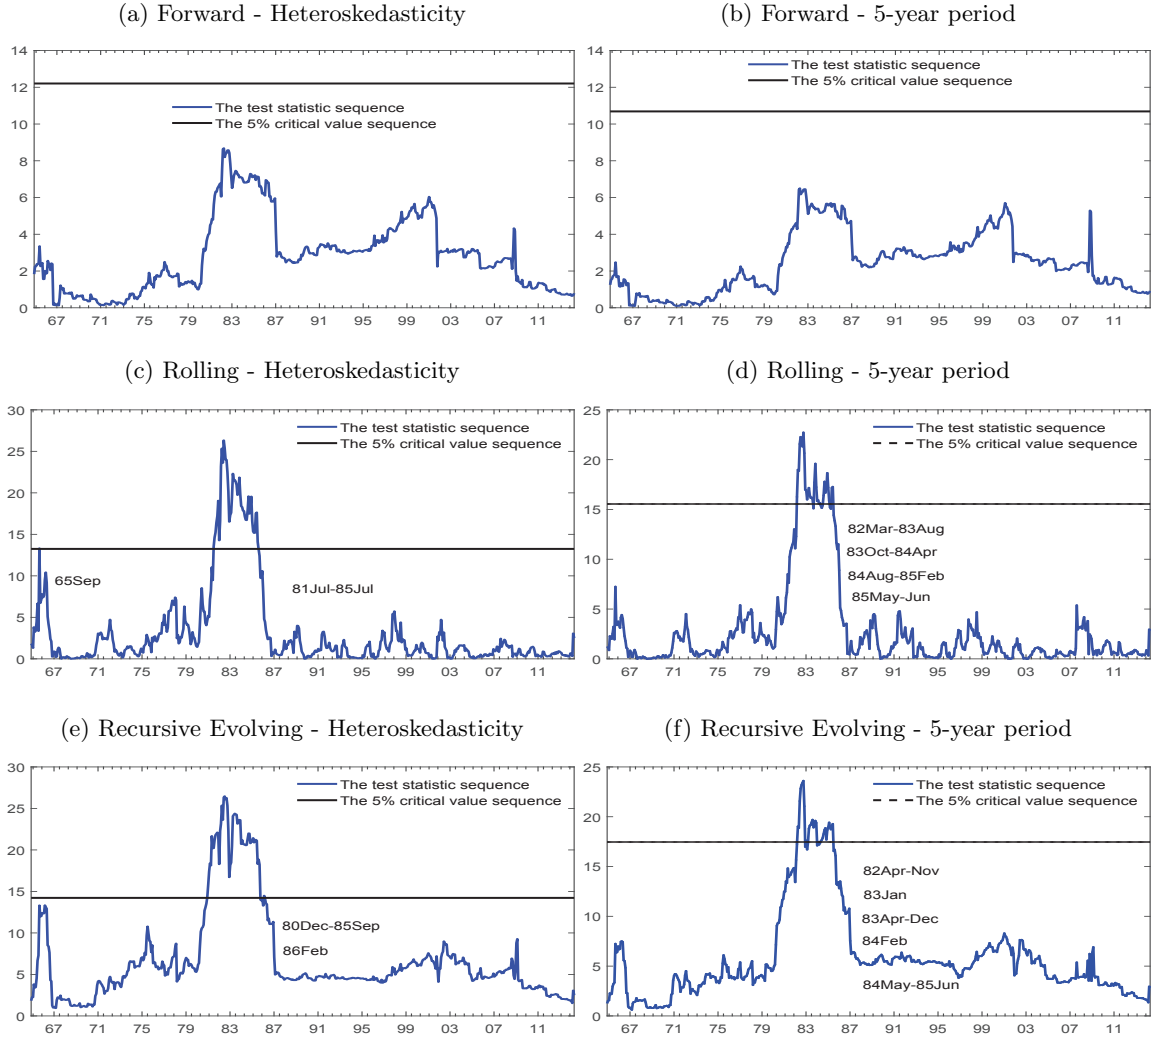 (a) Forward - Heteroskedasticity
14
12
10
8
6
4
2
0
The test statistic sequence
The 5% critical value sequence
67 71 75 79 83 87 91 95 99 03 07 11
(b) Forward - 5-year period
14
12
10
8
6
4
2
0
The test statistic sequence
The 5% critical value sequence
67 71 75 79 83 87 91 95 99 03 07 11
(c) Rolling - Heteroskedasticity
30
25
20
15
10
5
0
The test statistic sequence
The 5% critical value sequence
65Sep
81Jul-85Jul
67 71 75 79 83 87 91 95 99 03 07 11
(d) Rolling - 5-year period
25
20
15
10
5
0
The test statistic sequence
The 5% critical value sequence
82Mar-83Aug
83Oct-84Apr
84Aug-85Feb
85May-Jun
67 71 75 79 83 87 91 95 99 03 07 11
(e) Recursive Evolving - Heteroskedasticity
30
25
20
15
10
5
0
The test statistic sequence
The 5% critical value sequence
80Dec-85Sep
86Feb
67 71 75 79 83 87 91 95 99 03 07 11
(f) Recursive Evolving - 5-year period
25
20
15
10
5
0
The test statistic sequence
The 5% critical value sequence
82Apr-Nov
83Jan
83Apr-Dec
84Feb
84May-85Jun
67 71 75 79 83 87 91 95 99 03 07 11